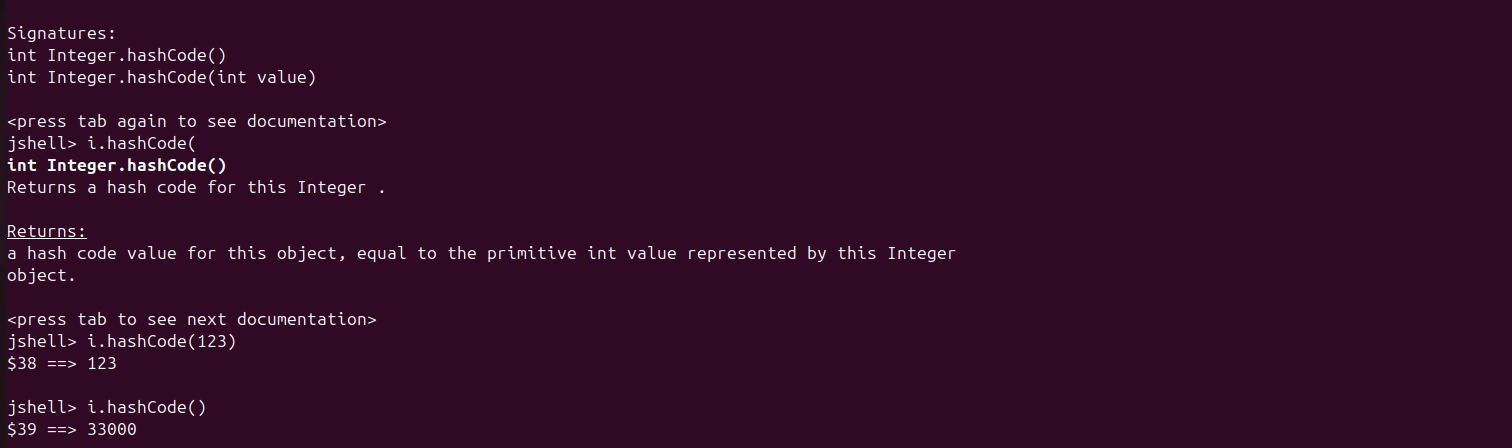 Signatures:
int Integer.hashCode()
int Integer.hashCode(int value)
<press tab again to see documentation>
jshell> i.hashCode(
int Integer.hashCode()
Returns a hash code for this Integer .
Returns:
a hash code value for this object, equal to the primitive int value represented by this Integer
object.
<press tab to see next documentation>
jshell> i.hashCode(123)
$38 ==> 123
jshell> i.hashCode()
$39 ==> 33000